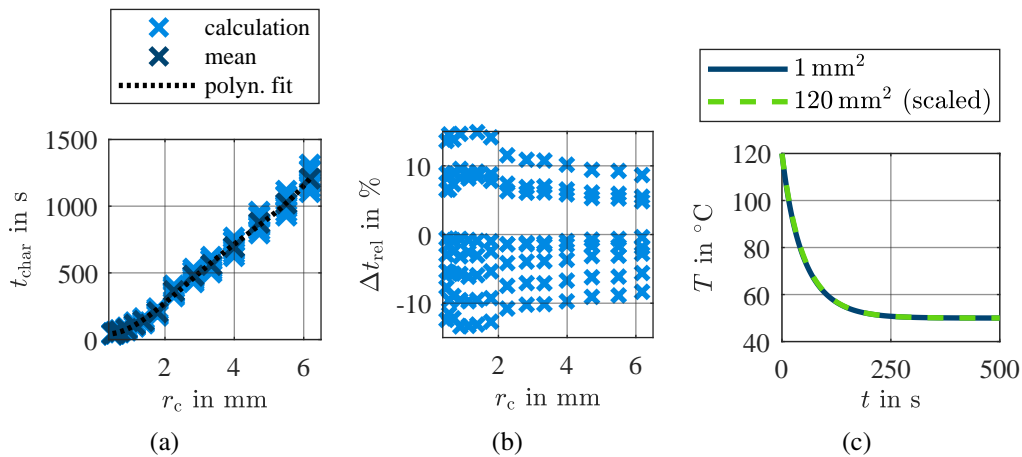 calculation
mean
polyn. fit
1500
1000
500
0
2
4
6
t_char in s
r_c in mm
(a)
10
0
-10
2
4
6
Δt_rel in %
r_c in mm
(b)
1 mm²
120 mm² (scaled)
120
100
80
60
40
0
250
500
T in °C
t in s
(c)